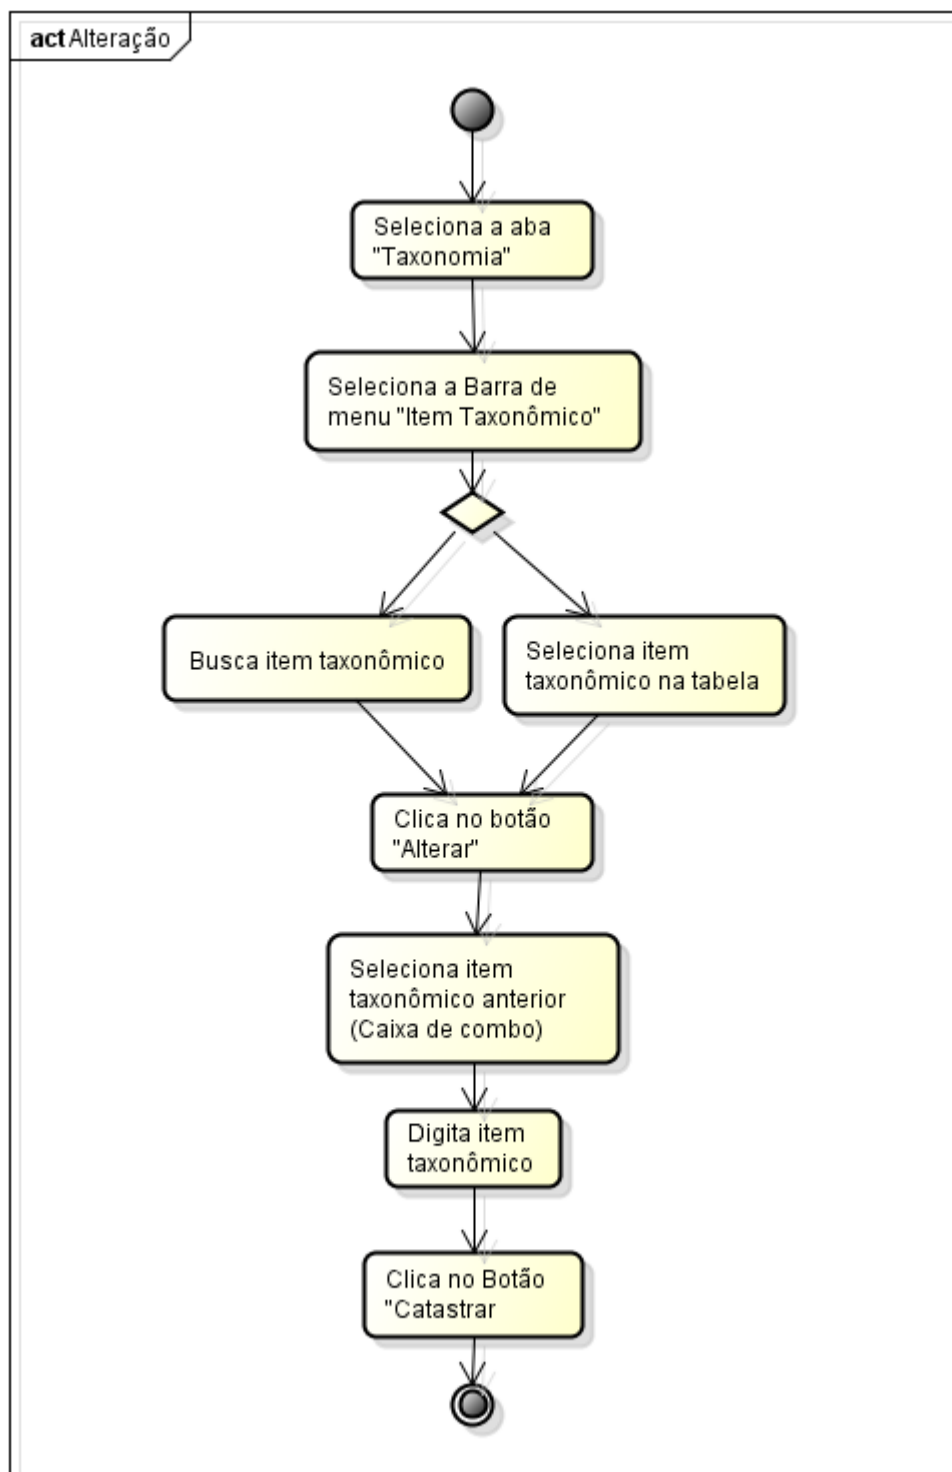 act Alteração
Seleciona a aba
"Taxonomia"
Seleciona a Barra de
menu "Item Taxonômico"
Busca item taxonômico
Seleciona item
taxonômico na tabela
Clica no botão
"Alterar"
Seleciona item
taxonômico anterior
(Caixa de combo)
Digita item
taxonômico
Clica no Botão
"Catastrar